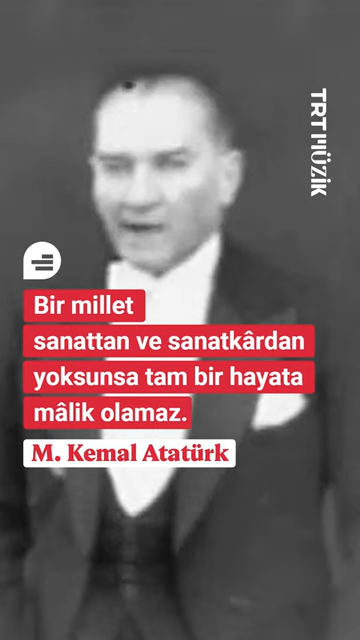 TRT MÜZİK
Bir millet
sanattan ve sanatkârdan
yoksunsa tam bir hayata
mâlik olamaz.
M. Kemal Atatürk